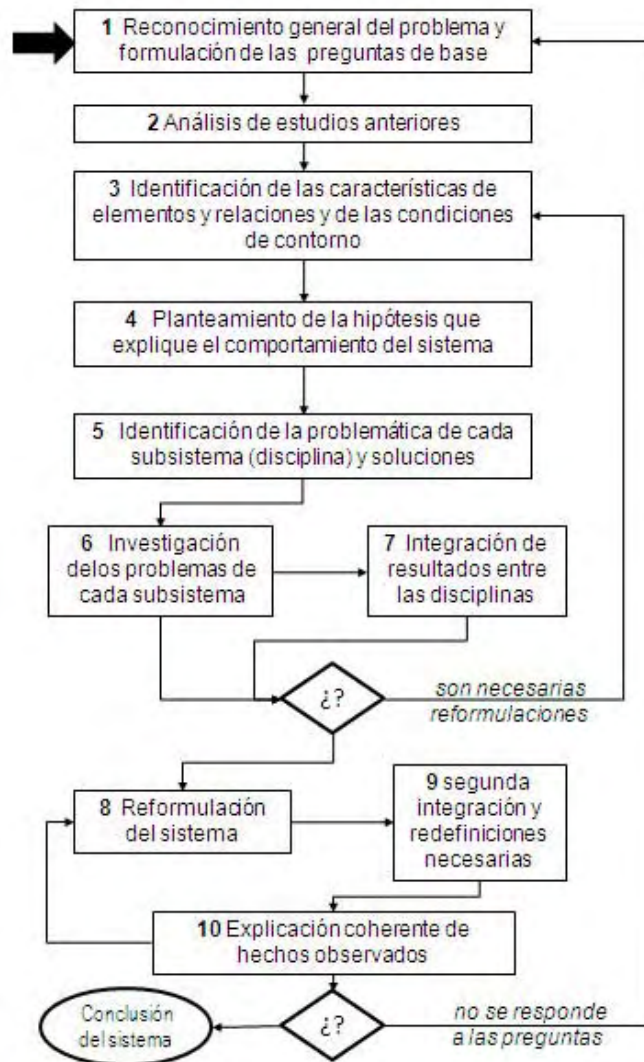 1 Reconocimiento general del problema y
formulación de las preguntas de base
2 Análisis de estudios anteriores
3 Identificación de las características de
elementos y relaciones y de las condiciones
de contorno
4 Planteamiento de la hipótesis que
explique el comportamiento del sistema
5 Identificación de la problemática de cada
subsistema (disciplina) y soluciones
6 Investigación
delos problemas de
cada subsistema
7 Integración de
resultados entre
las disciplinas
¿?
son necesarias
reformulaciones
8 Reformulación
del sistema
9 segunda
integración y
redefiniciones
necesarias
10 Explicación coherente de
hechos observados
Conclusión
del sistema
¿?
no se responde
a las preguntas